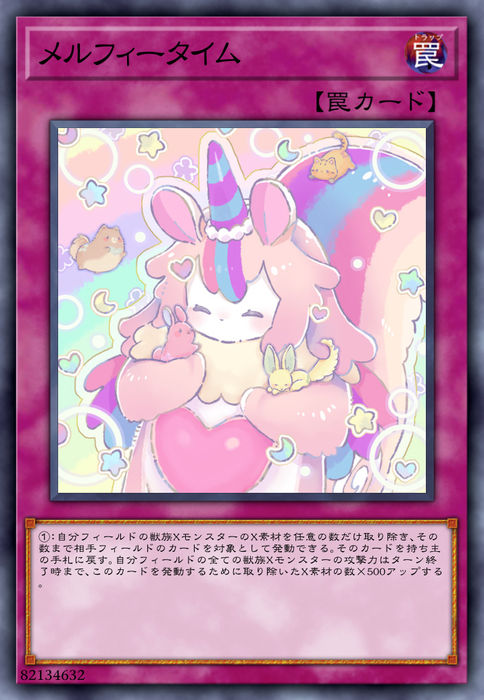 メルフィータイム
トラップ
罠
【罠カード】
①:自分フィールドの獣族XモンスターのX素材を任意の数だけ取り除き、その
数まで相手フィールドのカードを対象として発動できる。そのカードを持ち主
の手札に戻す。自分フィールドの全ての獣族Xモンスターの攻撃力はターン終
了時まで、このカードを発動するために取り除いたX素材の数×500アップする
。
82134632